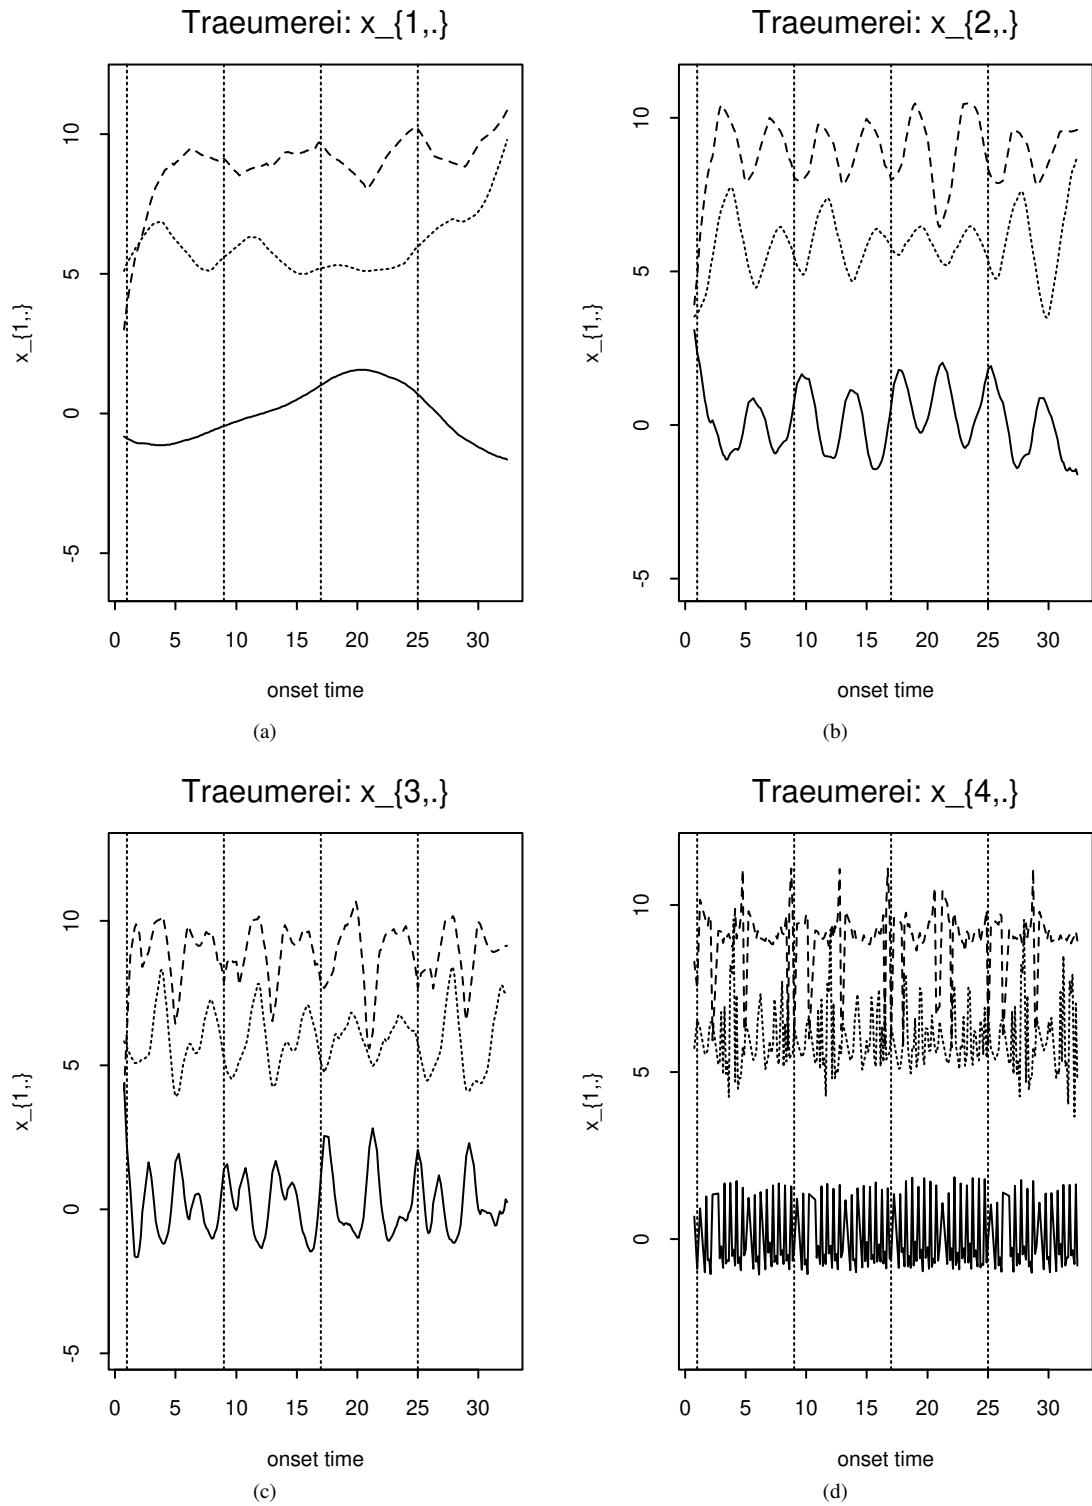 Traeumerei: x_{1,.}
x_{1,.}
10
5
0
-5
0 5 10 15 20 25 30
onset time
(a)
Traeumerei: x_{2,.}
x_{1,.}
10
5
0
-5
0 5 10 15 20 25 30
onset time
(b)
Traeumerei: x_{3,.}
x_{1,.}
10
5
0
-5
0 5 10 15 20 25 30
onset time
(c)
Traeumerei: x_{4,.}
x_{1,.}
10
5
0
0 5 10 15 20 25 30
onset time
(d)